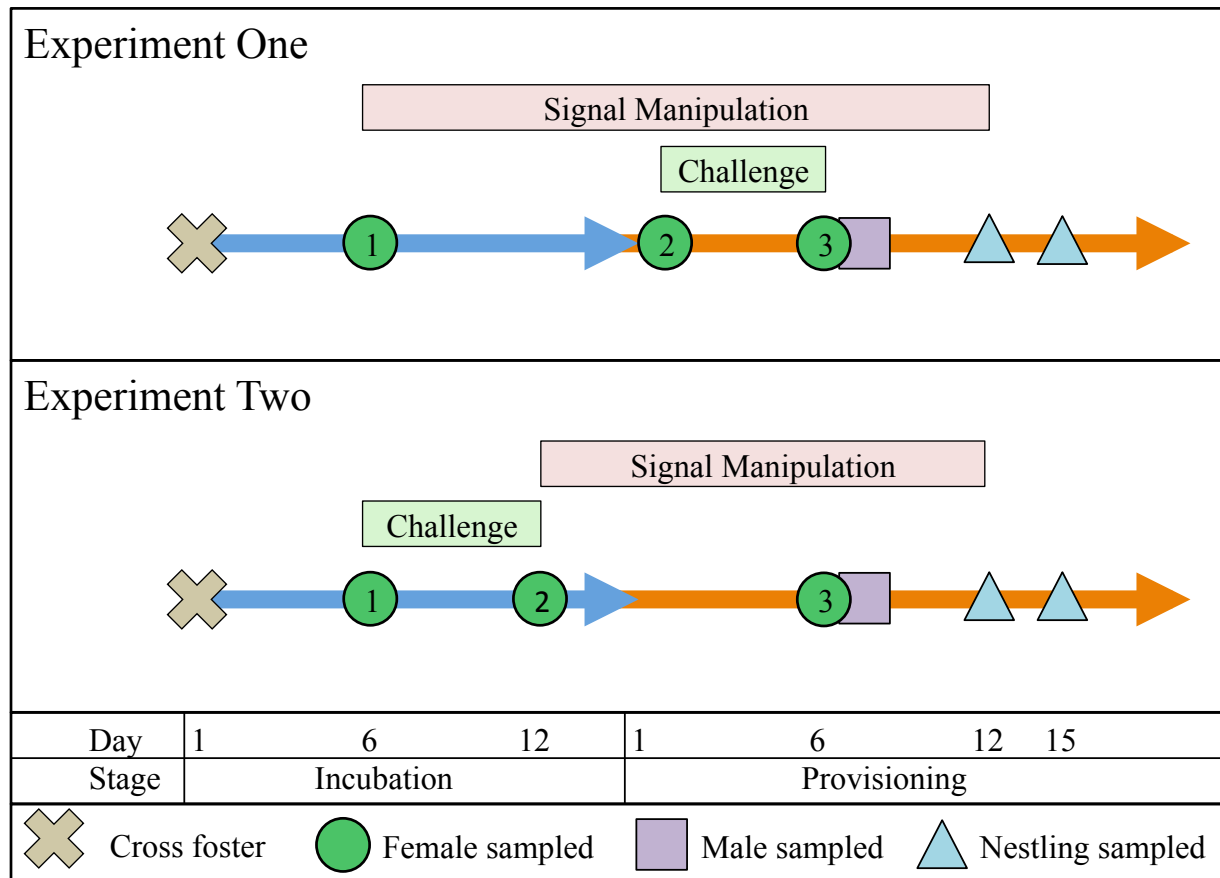 Experiment One
Signal Manipulation
Challenge
1 2 3
Experiment Two
Signal Manipulation
Challenge
1 2 3
Day 1 6 12 1 6 12 15
Stage Incubation Provisioning
Cross foster Female sampled Male sampled Nestling sampled